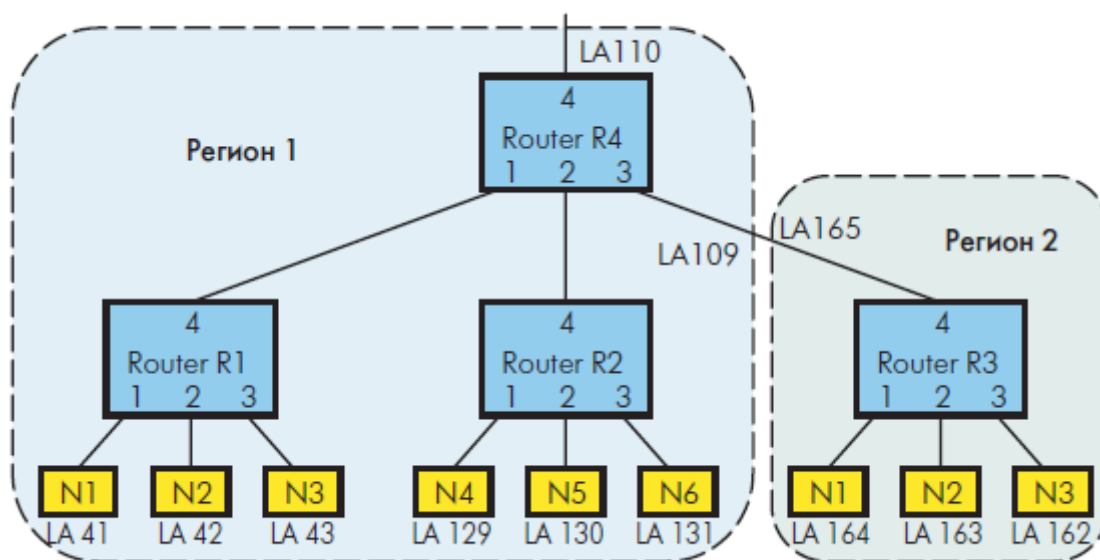 LA110
4
Router R4
1 2 3
Регион 1
LA165
LA109
Регион 2
4
Router R1
1 2 3
4
Router R2
1 2 3
4
Router R3
1 2 3
N1 N2 N3 N4 N5 N6 N1 N2 N3
LA 41 LA 42 LA 43 LA 129 LA 130 LA 131 LA 164 LA 163 LA 162